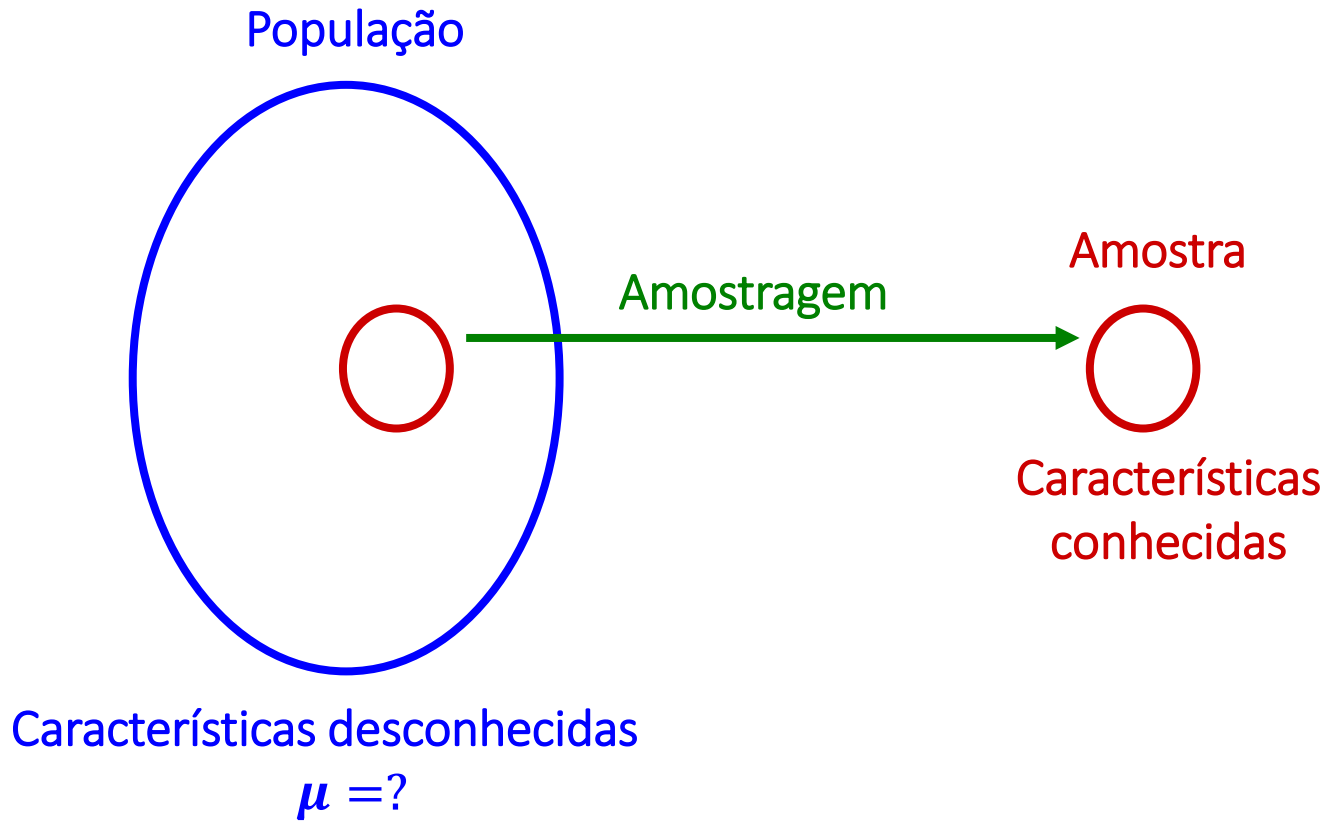 População
Amostra
Amostragem
Características
conhecidas
Características desconhecidas
μ =?